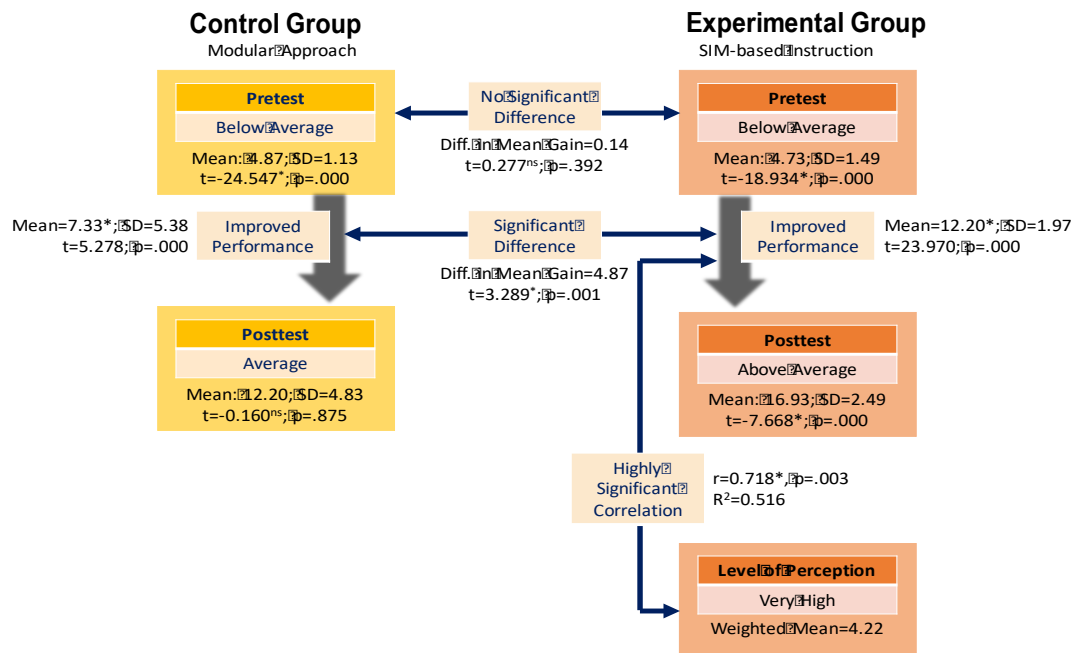 Control Group
Modular Approach
Experimental Group
SIM-based Instruction
Pretest
Below Average
Mean: 4.87; SD=1.13
t=-24.547*; p=.000
No Significant
Difference
Diff. in Mean Gain=0.14
t=0.277ns; p=.392
Pretest
Below Average
Mean: 4.73; SD=1.49
t=-18.934*; p=.000
Mean=7.33*; SD=5.38
t=5.278; p=.000
Improved
Performance
Significant
Difference
Diff. in Mean Gain=4.87
t=3.289*; p=.001
Improved
Performance
Mean=12.20*; SD=1.97
t=23.970; p=.000
Posttest
Average
Mean: 12.20; SD=4.83
t=-0.160ns; p=.875
Posttest
Above Average
Mean: 16.93; SD=2.49
t=-7.668*; p=.000
Highly
Significant
Correlation
r=0.718*, p=.003
R²=0.516
Level of Perception
Very High
Weighted Mean=4.22